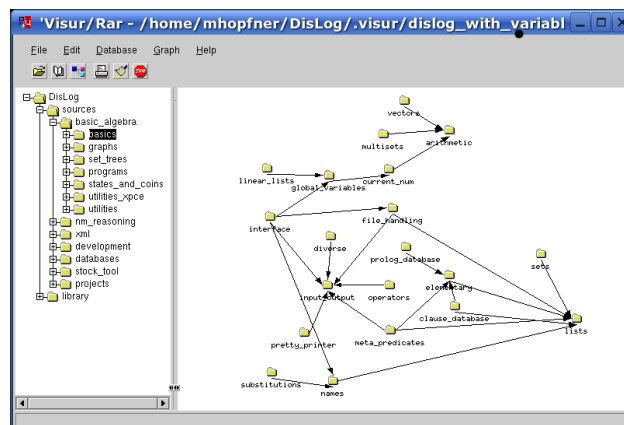 'Visur/Rar - /home/mhopfner/DisLog/.visur/dislog_with_variabl
File Edit Database Graph Help
STOP
DisLog
sources
basic_algebra
basics
graphs
set_trees
programs
states_and_coins
utilities_xpce
utilities
nm_reasoning
xml
development
databases
stock_tool
projects
library
vectors
multisets
arithmetic
linear_lists
global_variables
current_num
interface
file_handling
diverse
prolog_database
sets
input_output
operators
elementary
clause_database
lists
pretty_printer
meta_predicates
substitutions
names